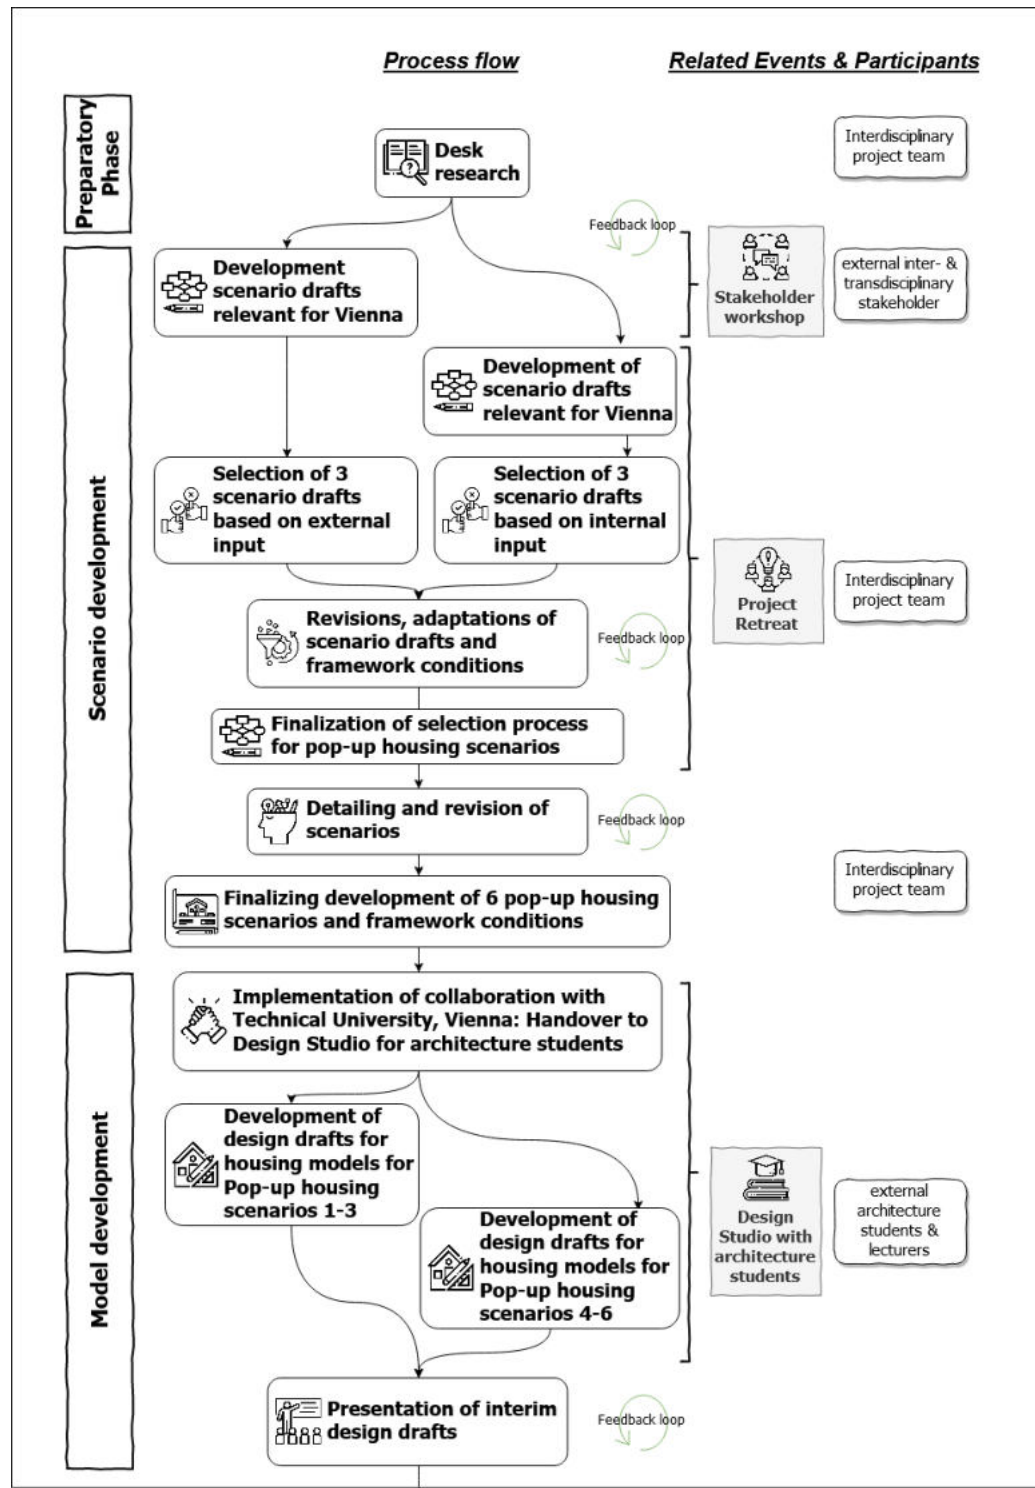 Process flow
Related Events & Participants
Preparatory
Phase
Desk
research
Interdisciplinary
project team
Feedback loop
Scenario development
Development
scenario drafts
relevant for Vienna
Stakeholder
workshop
external inter- &
transdisciplinary
stakeholder
Development of
scenario drafts
relevant for Vienna
Selection of 3
scenario drafts
based on external
input
Selection of 3
scenario drafts
based on internal
input
Project
Retreat
Interdisciplinary
project team
Revisions, adaptations of
scenario drafts and
framework conditions
Feedback loop
Finalization of selection process
for pop-up housing scenarios
Detailing and revision of
scenarios
Feedback loop
Interdisciplinary
project team
Finalizing development of 6 pop-up housing
scenarios and framework conditions
Model development
Implementation of collaboration with
Technical University, Vienna: Handover to
Design Studio for architecture students
Development of
design drafts for
housing models for
Pop-up housing
scenarios 1-3
Development of
design drafts for
housing models for
Pop-up housing
scenarios 4-6
Design
Studio with
architecture
students
external
architecture
students &
lecturers
Presentation of interim
design drafts
Feedback loop